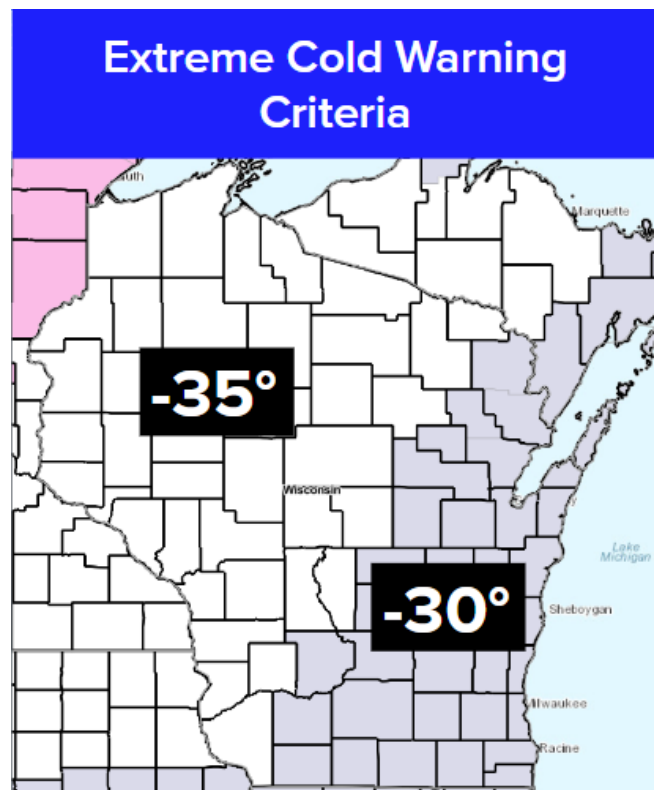 Extreme Cold Warning
Criteria
Marquette
-35°
Wisconsin
Lake
Michigan
-30°
Sheboygan
Milwaukee
Racine